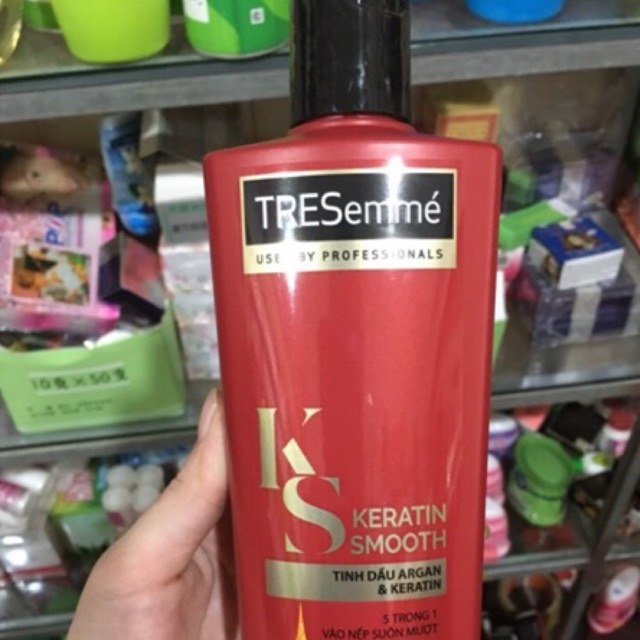 TRESemmé
USED BY PROFESSIONALS
KS
KERATIN
SMOOTH
TINH DẦU ARGAN
& KERATIN
5 TRONG 1
VÀO NẾP SUÔN MƯỢT